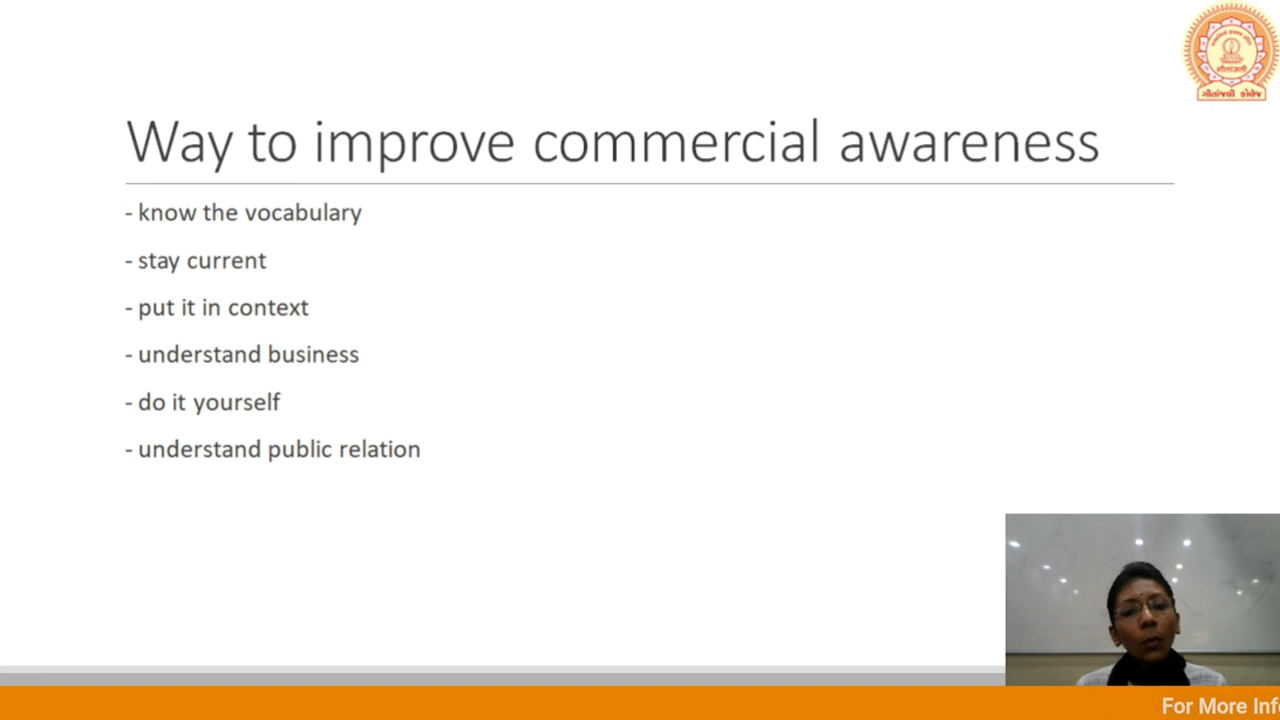 Way to improve commercial awareness
- know the vocabulary
- stay current
- put it in context
- understand business
- do it yourself
- understand public relation
ગીતાંજલી કોલેજ
For More Inf